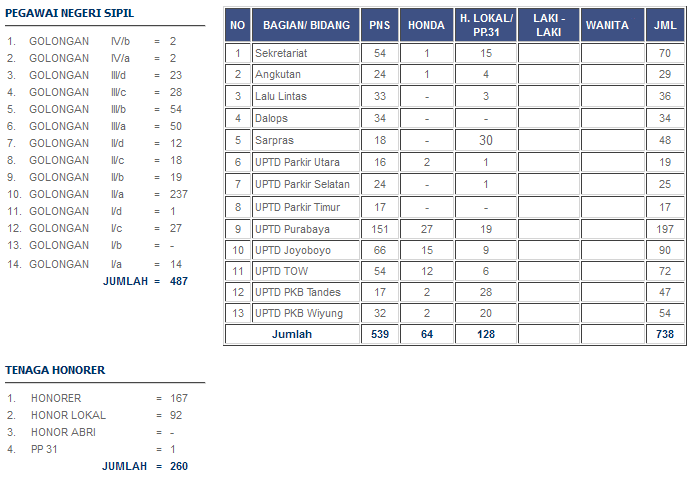 PEGAWAI NEGERI SIPIL
1. GOLONGAN IV/b = 2
2. GOLONGAN IV/a = 2
3. GOLONGAN III/d = 23
4. GOLONGAN III/c = 28
5. GOLONGAN III/b = 54
6. GOLONGAN III/a = 50
7. GOLONGAN II/d = 12
8. GOLONGAN II/c = 18
9. GOLONGAN II/b = 19
10. GOLONGAN II/a = 237
11. GOLONGAN I/d = 1
12. GOLONGAN I/c = 27
13. GOLONGAN I/b = -
14. GOLONGAN I/a = 14
JUMLAH = 487
TENAGA HONORER
1. HONORER = 167
2. HONOR LOKAL = 92
3. HONOR ABRI = -
4. PP 31 = 1
JUMLAH = 260
NO BAGIAN/ BIDANG PNS HONDA H. LOKAL/ PP.31 LAKI - LAKI WANITA JML
1 Sekretariat 54 1 15 70
2 Angkutan 24 1 4 29
3 Lalu Lintas 33 - 3 36
4 Dalops 34 - - 34
5 Sarpras 18 - 30 48
6 UPTD Parkir Utara 16 2 1 19
7 UPTD Parkir Selatan 24 - 1 25
8 UPTD Parkir Timur 17 - - 17
9 UPTD Purabaya 151 27 19 197
10 UPTD Joyoboyo 66 15 9 90
11 UPTD TOW 54 12 6 72
12 UPTD PKB Tandes 17 2 28 47
13 UPTD PKB Wiyung 32 2 20 54
Jumlah 539 64 128 738